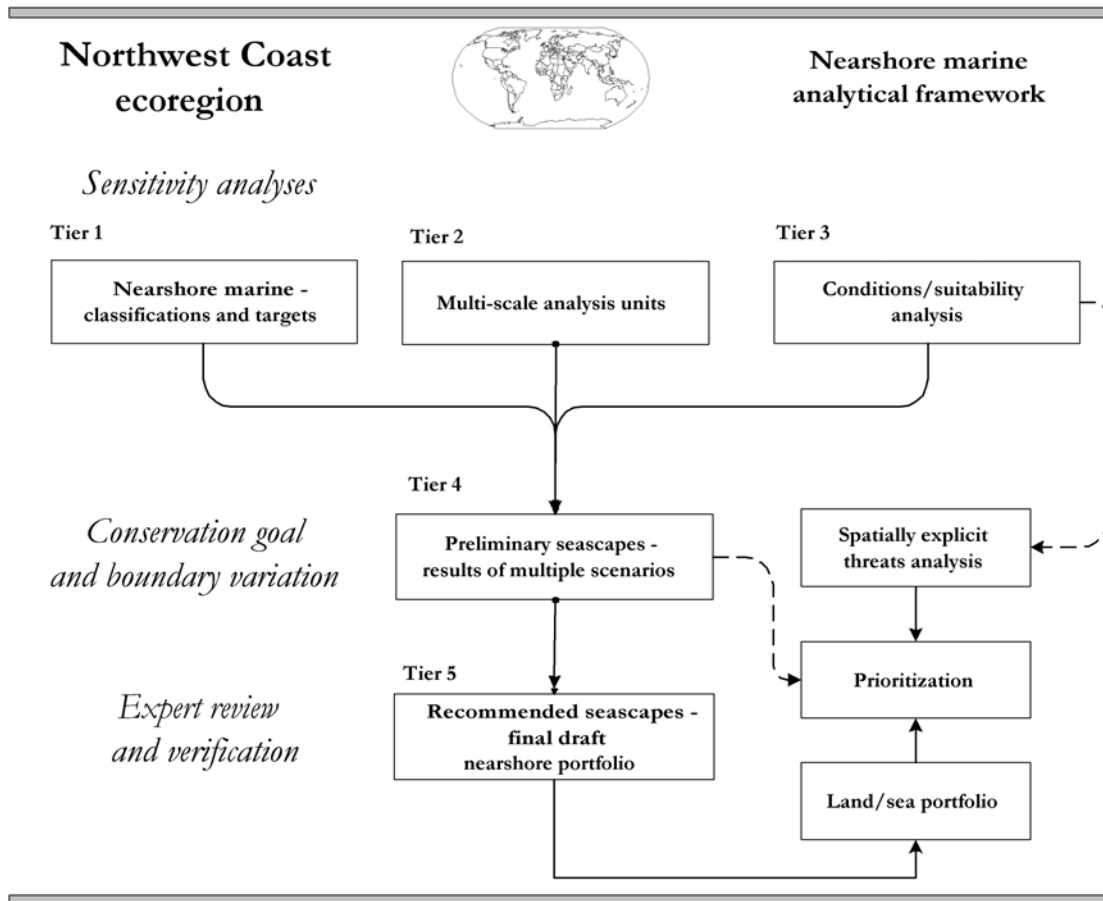 Northwest Coast
ecoregion
Nearshore marine
analytical framework
Sensitivity analyses
Tier 1
Tier 2
Tier 3
Nearshore marine -
classifications and targets
Multi-scale analysis units
Conditions/suitability
analysis
Tier 4
Conservation goal
and boundary variation
Preliminary seascapes -
results of multiple scenarios
Spatially explicit
threats analysis
Tier 5
Expert review
and verification
Recommended seascapes -
final draft
nearshore portfolio
Prioritization
Land/sea portfolio